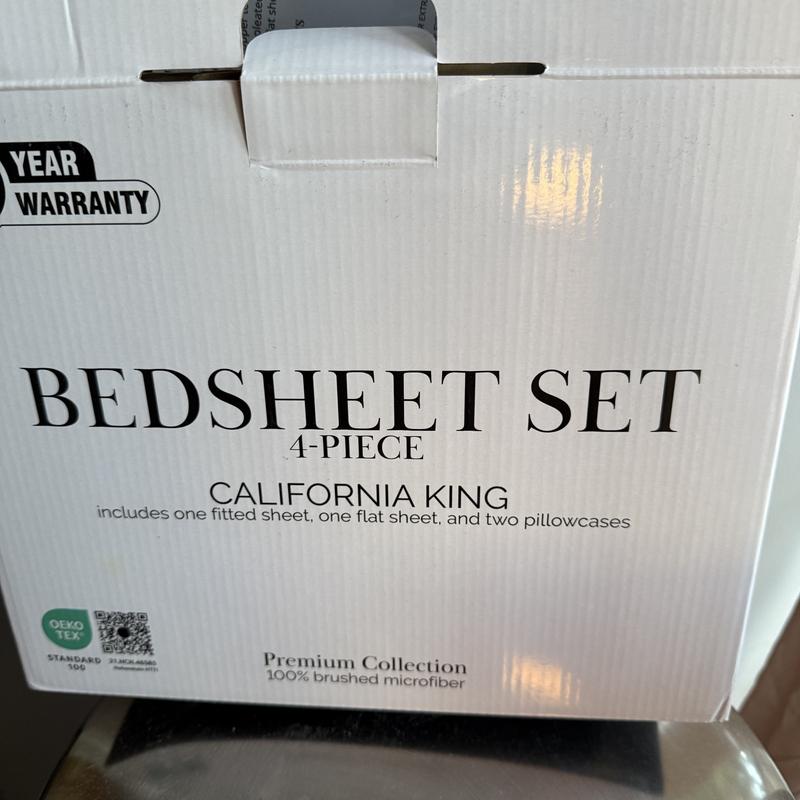 YEAR
WARRANTY
BEDSHEET SET
4-PIECE
CALIFORNIA KING
includes one fitted sheet, one flat sheet, and two pillowcases
OEKO
TEX®
STANDARD
100
Premium Collection
100% brushed microfiber